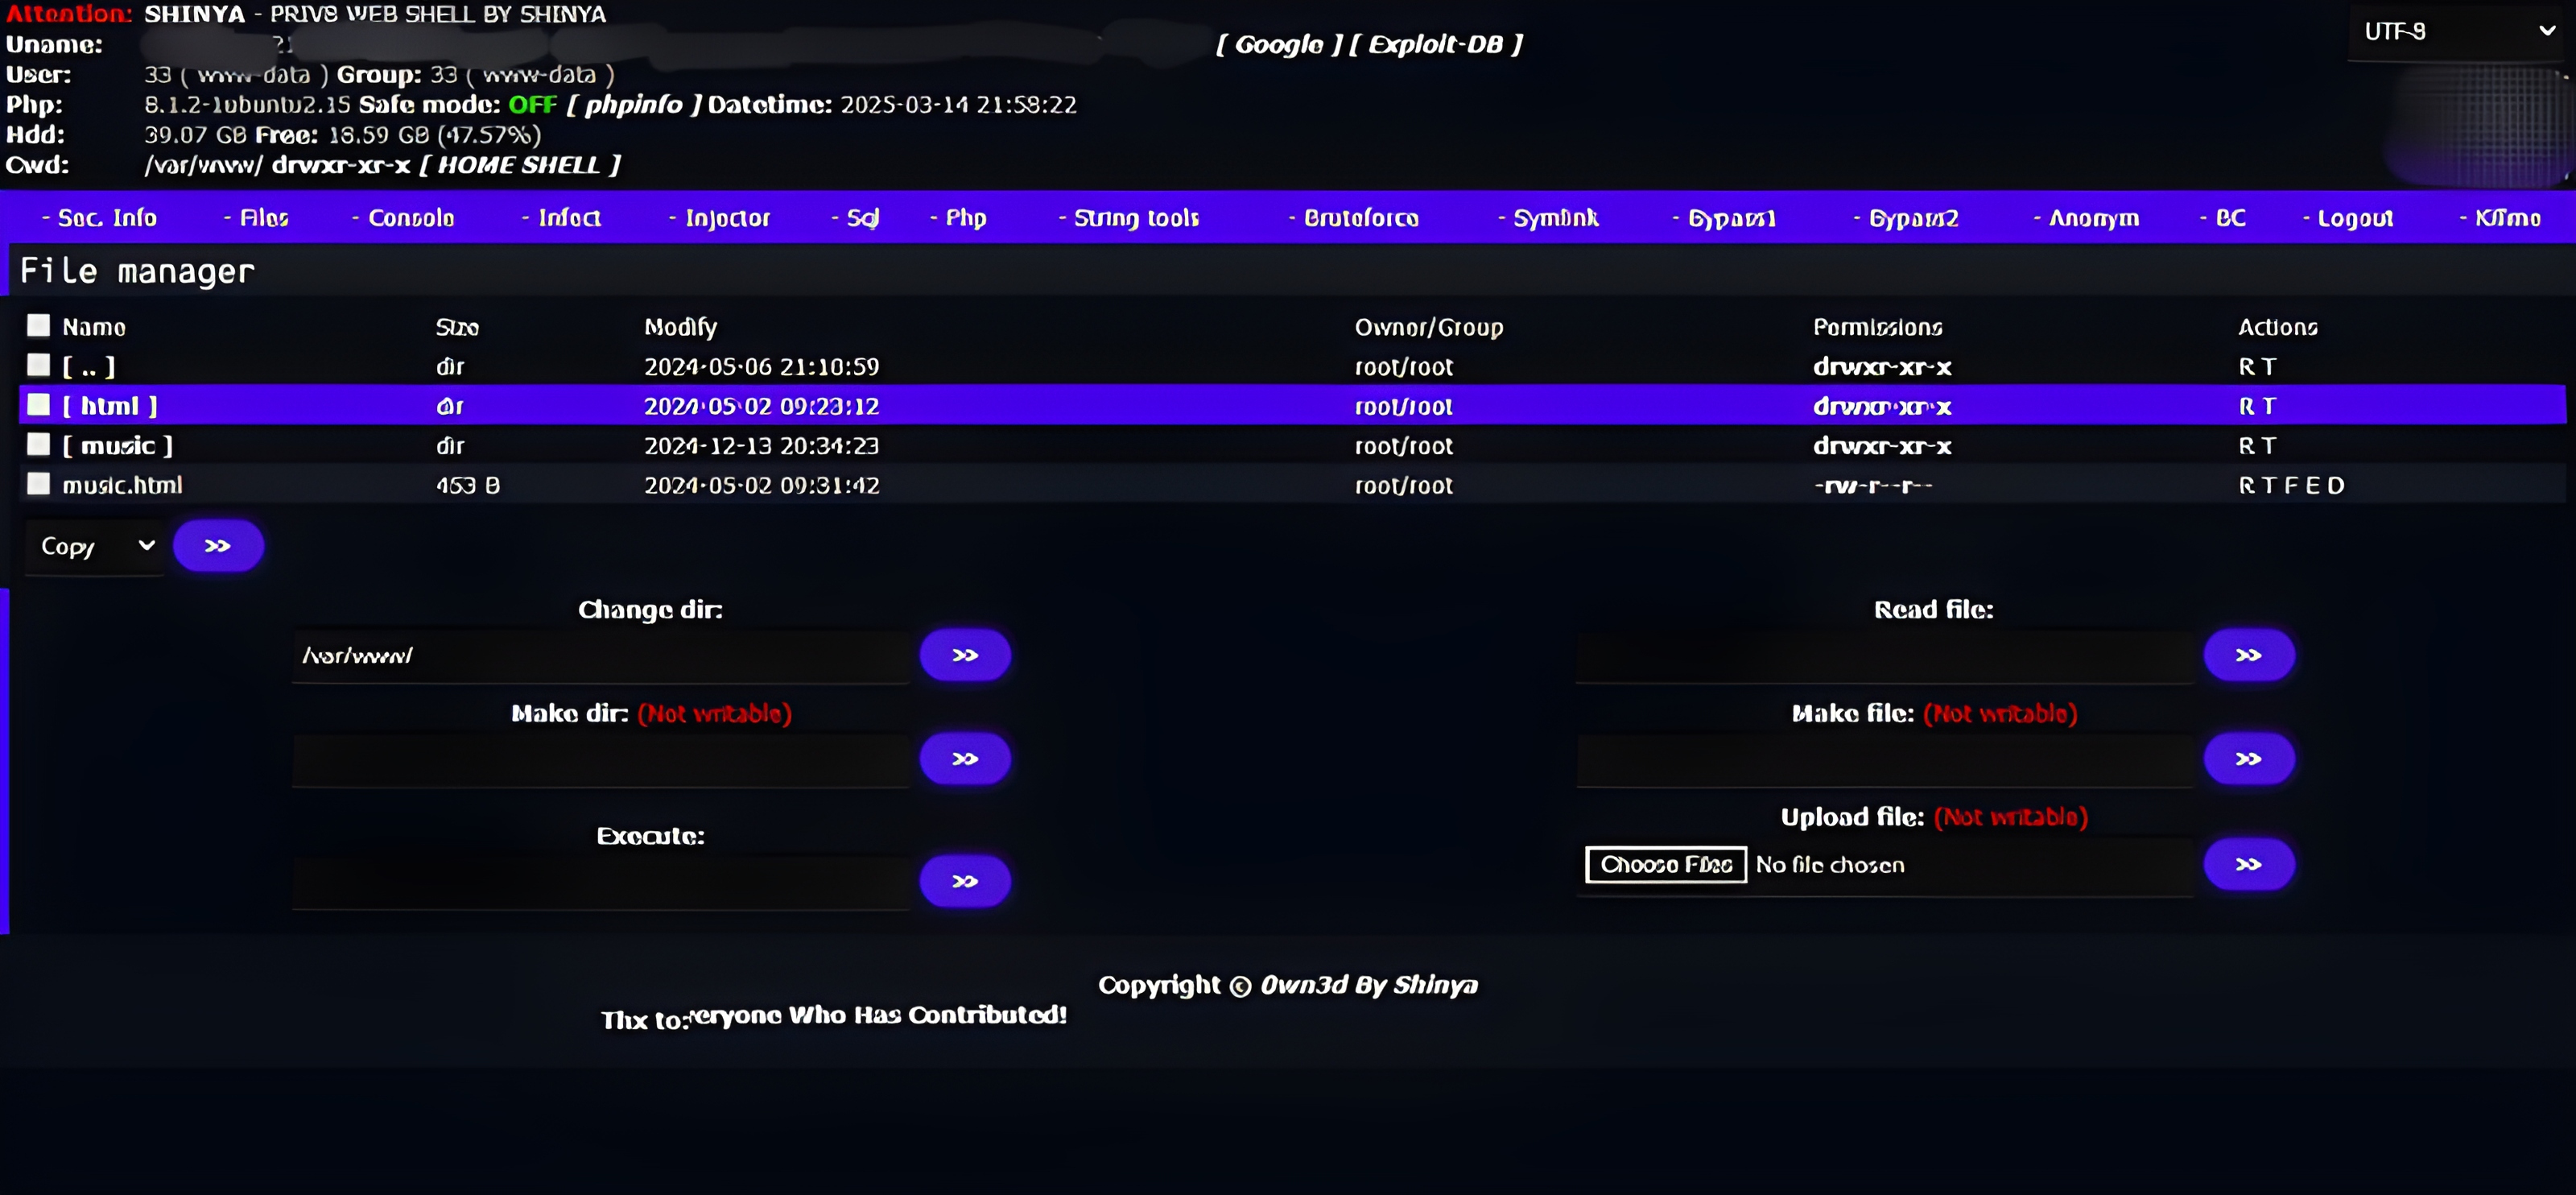 Attention: SHINYA - PRIV8 WEB SHELL BY SHINYA
Uname: [ Google ] [ Exploit-DB ]
UTF-8
User: 33 ( www-data ) Group: 33 ( www-data )
Php: 8.1.2-1ubuntu2.15 Safe mode: OFF [ phpinfo ] Datetime: 2025-03-14 21:58:22
Hdd: 39.07 GB Free: 18.59 GB (47.57%)
Cwd: /var/www/ drwxr-xr-x [ HOME SHELL ]
- Sec. Info - Files - Console - Infect - Injector - Sql - Php - String tools - Bruteforce - Symlink - Bypass1 - Bypass2 - Anonym - BC - Logout - Killme
File manager
Name Size Modify Owner/Group Permissions Actions
[ .. ] dir 2024-05-06 21:10:59 root/root drwxr-xr-x R T
[ html ] dir 2024-05-02 09:23:12 root/root drwxr-xr-x R T
[ music ] dir 2024-12-13 20:34:23 root/root drwxr-xr-x R T
music.html 453 B 2024-05-02 09:31:42 root/root -rw-r--r-- R T F E D
Copy >>
Change dir: Read file:
/var/www/ >> >>
Make dir: (Not writable) Make file: (Not writable)
>> >>
Execute: Upload file: (Not writable)
>> Choose Files No file chosen >>
Copyright © 0wn3d By Shinya
Thx to: eryone Who Has Contributed!